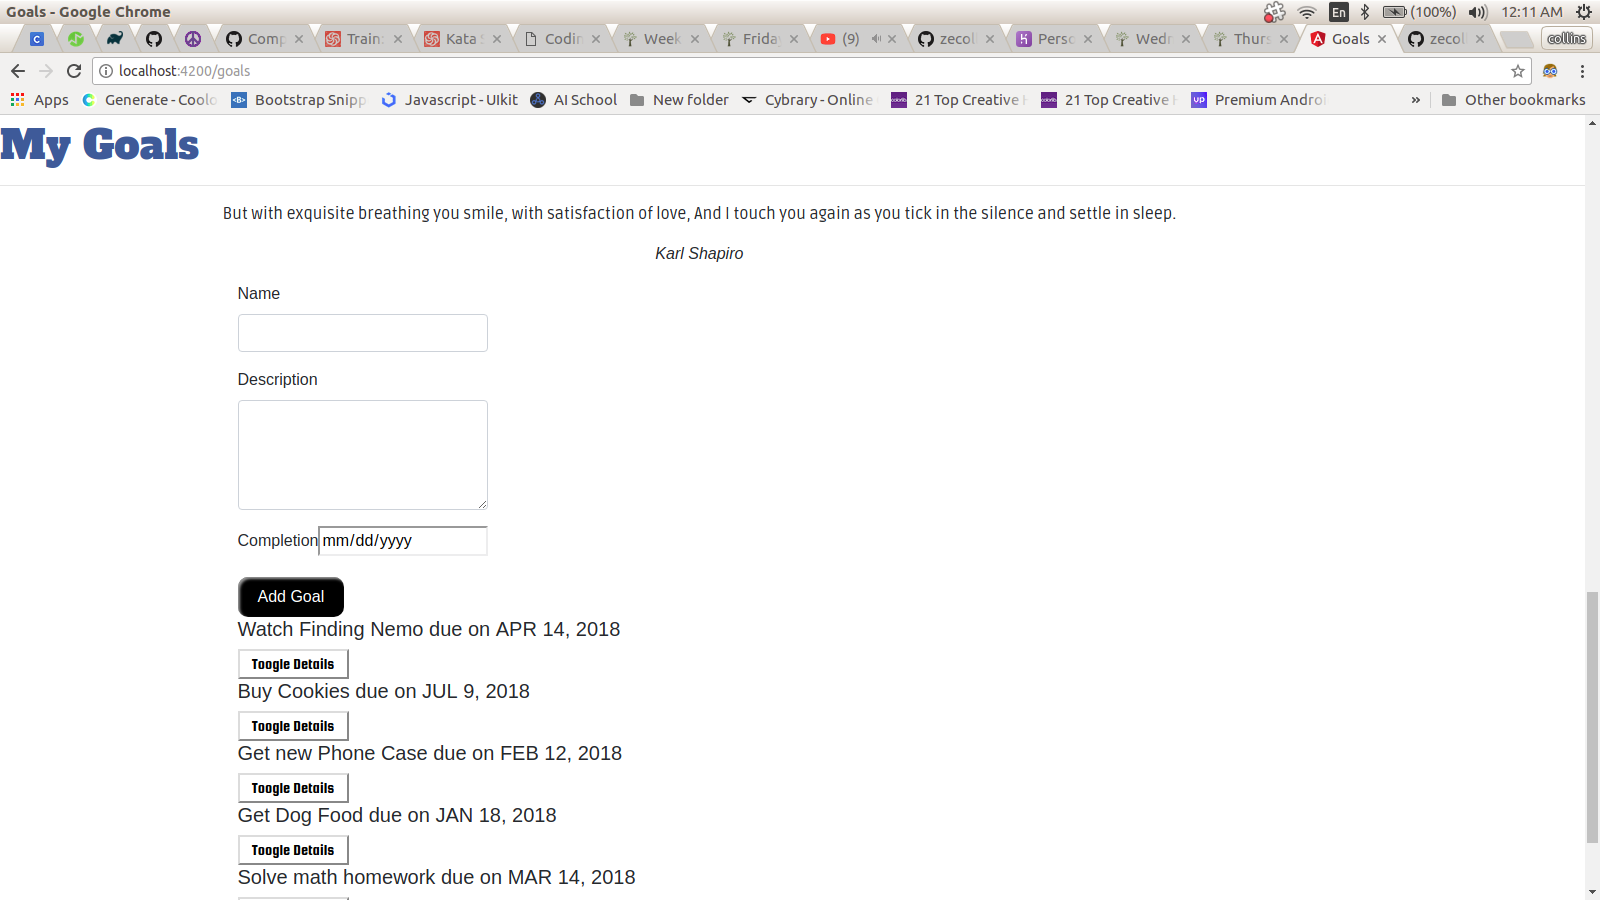 Goals - Google Chrome
En (100%) 12:11 AM
Comp Train Kata Codin Week Friday (9) zecol Perso Wedn Thurs Goals zecol collins
localhost:4200/goals
Apps Generate - Coolo Bootstrap Snipp Javascript - UIkit AI School New folder Cybrary - Online 21 Top Creative 21 Top Creative Premium Androi » Other bookmarks
My Goals
But with exquisite breathing you smile, with satisfaction of love, And I touch you again as you tick in the silence and settle in sleep.
Karl Shapiro
Name
Description
Completion mm/dd/yyyy
Add Goal
Watch Finding Nemo due on APR 14, 2018
Toogle Details
Buy Cookies due on JUL 9, 2018
Toogle Details
Get new Phone Case due on FEB 12, 2018
Toogle Details
Get Dog Food due on JAN 18, 2018
Toogle Details
Solve math homework due on MAR 14, 2018